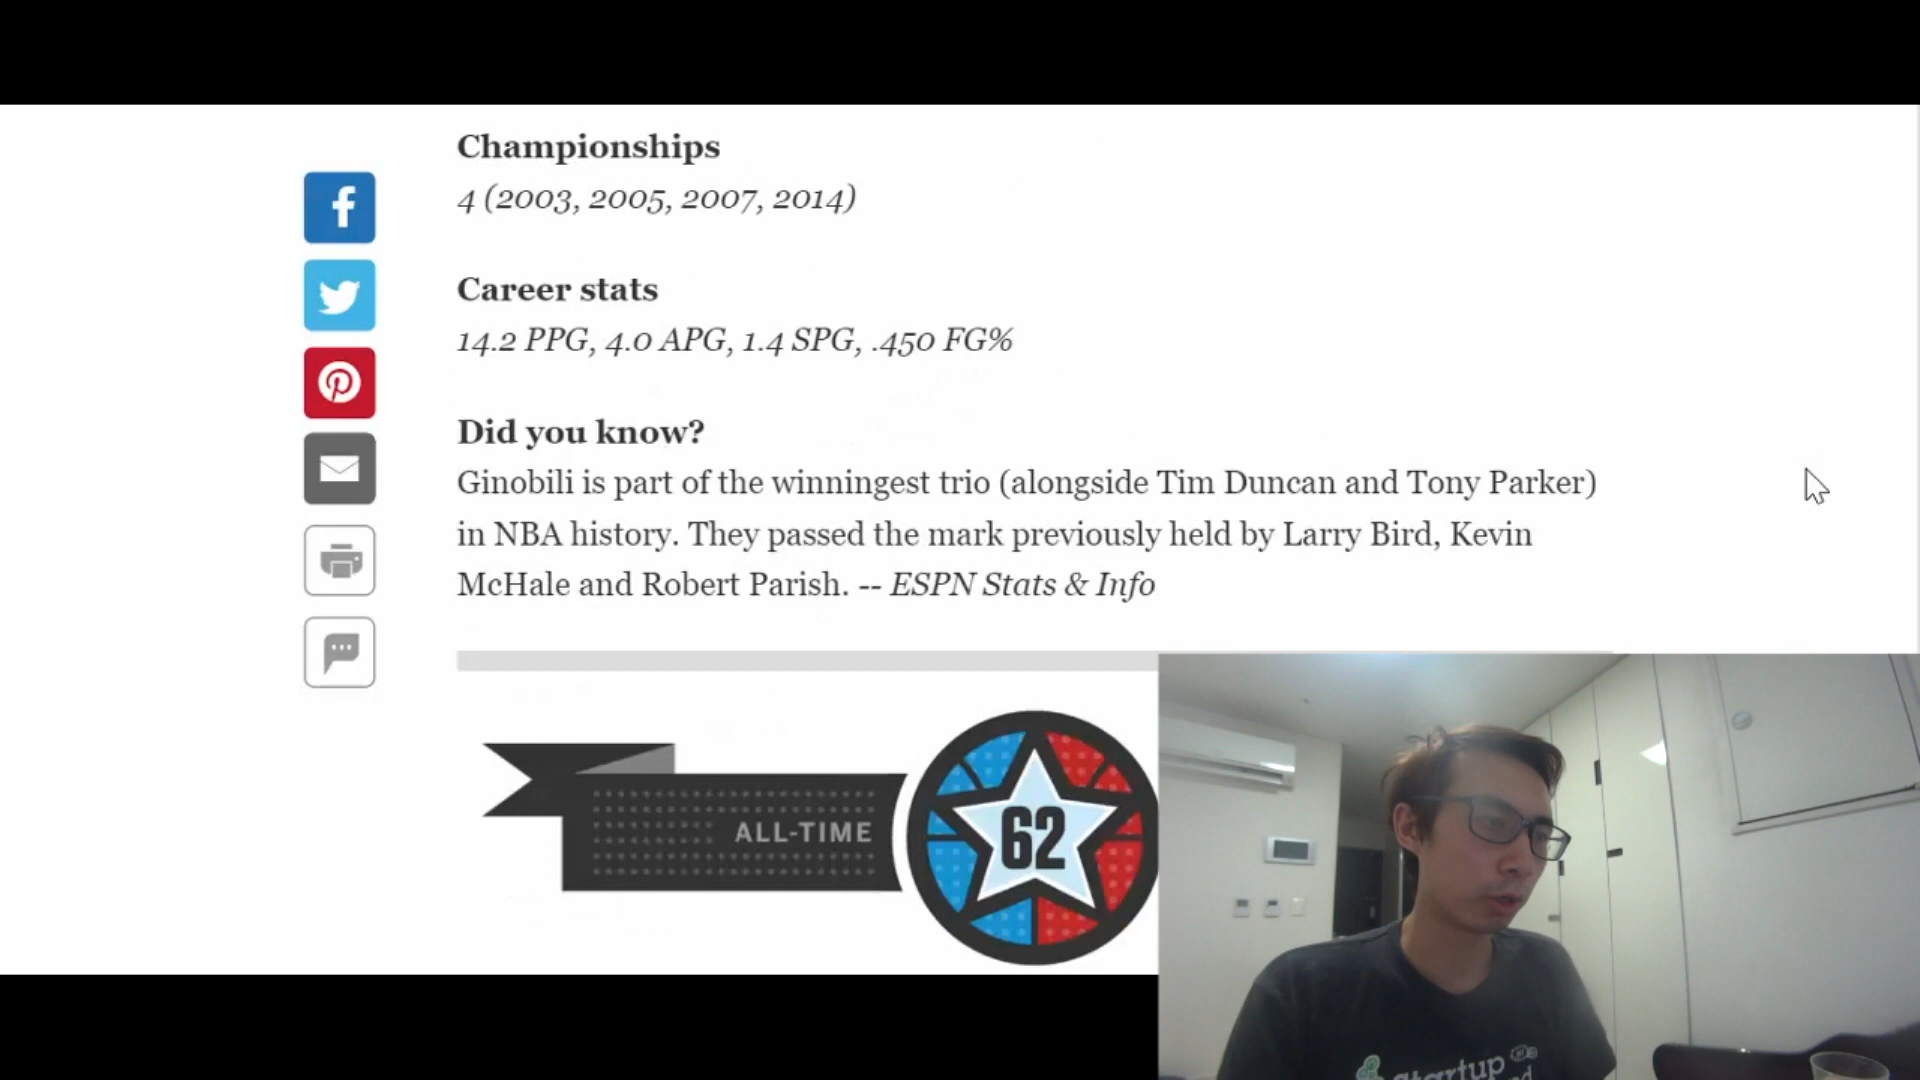 Championships
4 (2003, 2005, 2007, 2014)
Career stats
14.2 PPG, 4.0 APG, 1.4 SPG, .450 FG%
Did you know?
Ginobili is part of the winningest trio (alongside Tim Duncan and Tony Parker)
in NBA history. They passed the mark previously held by Larry Bird, Kevin
McHale and Robert Parish. -- ESPN Stats & Info
ALL-TIME
62
startup